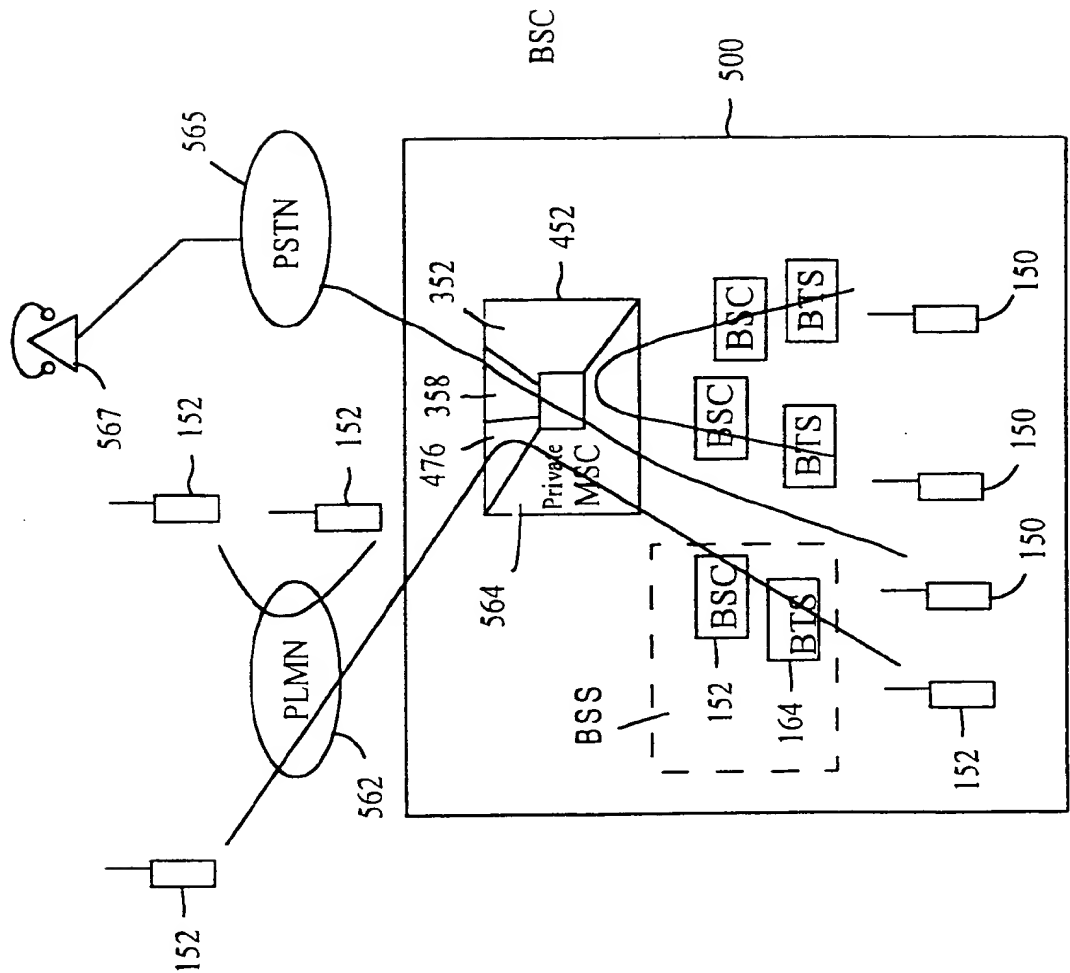 BSC
500
565
PSTN
567
152
152
PLMN
562
152
452
352
358
476
Private
MSC
564
BSC
BTS
BSC
BTS
BSS
BSC
152
BTS
164
150
150
150
152